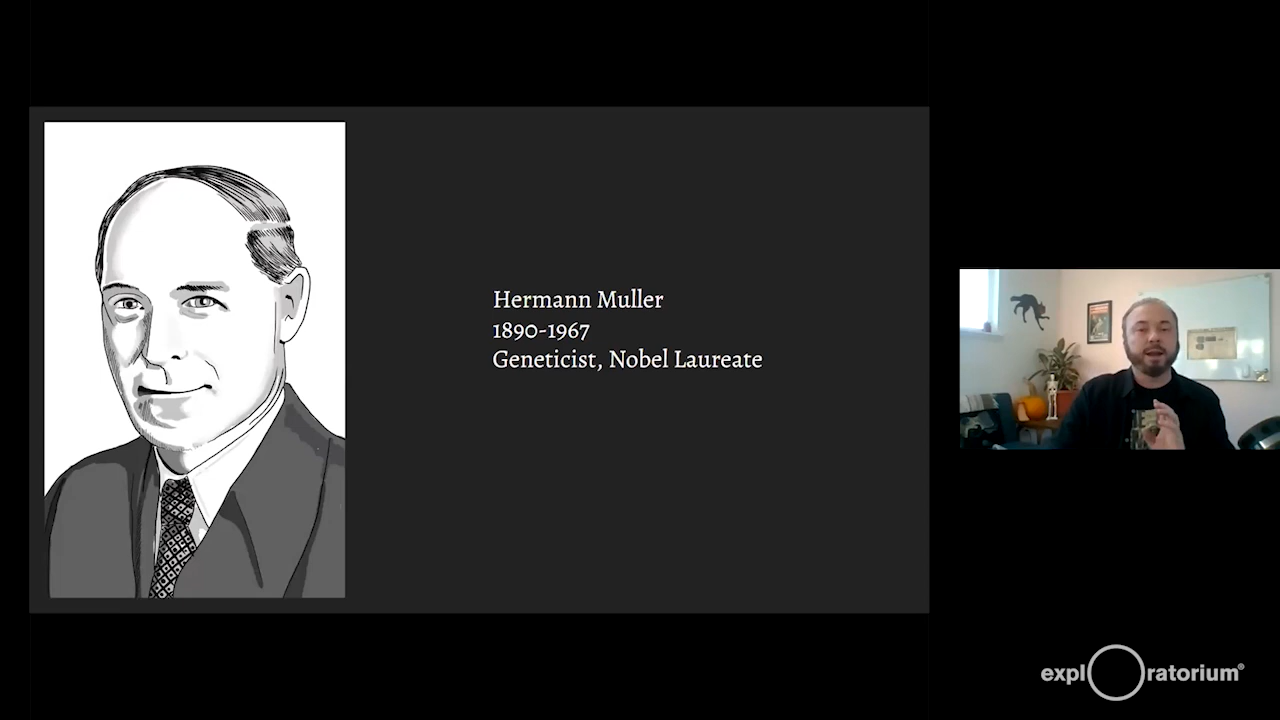 Hermann Muller
1890-1967
Geneticist, Nobel Laureate
exploratorium®